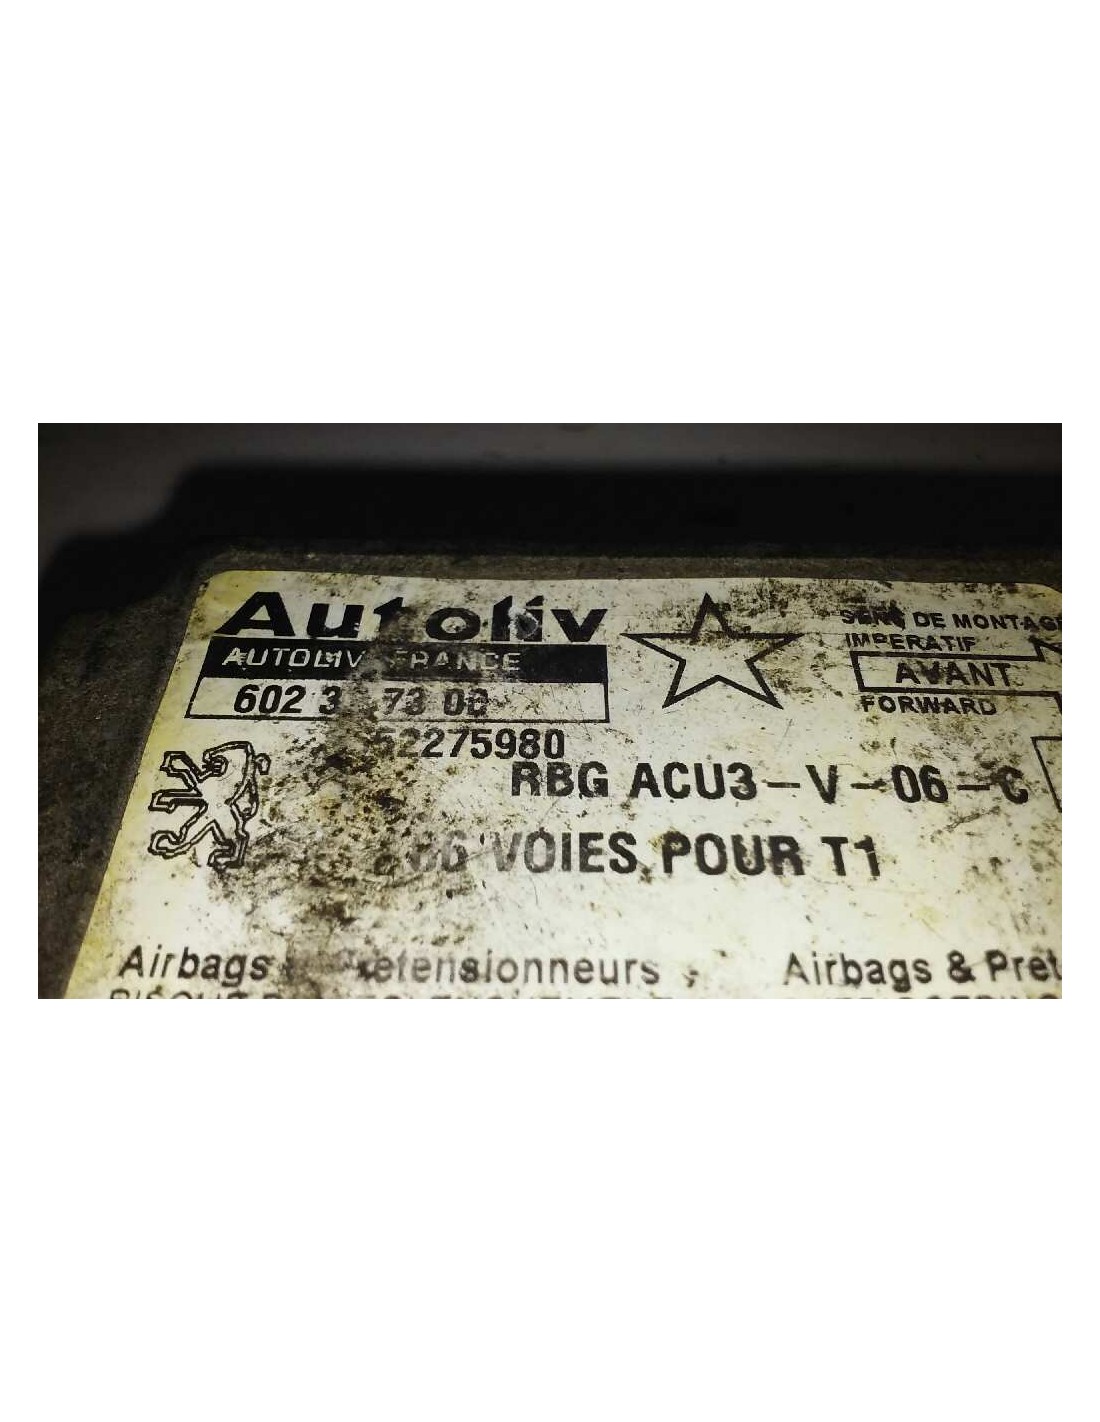 Autoliv
AUTOLIV FRANCE
602 73 00
52275980
RBG ACU3-V-06-C
VOIES POUR T1
SENS DE MONTAGE
IMPERATIF
AVANT
FORWARD
Airbags Pretensionneurs
Airbags & Pret